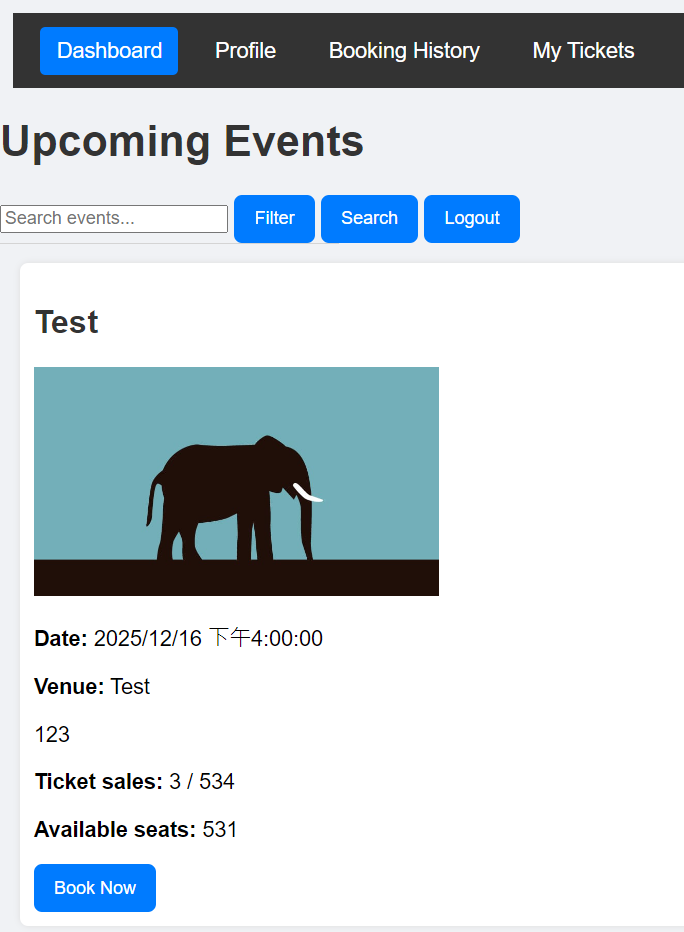 Dashboard Profile Booking History My Tickets
Upcoming Events
Search events... Filter Search Logout
Test
Date: 2025/12/16 下午4:00:00
Venue: Test
123
Ticket sales: 3 / 534
Available seats: 531
Book Now